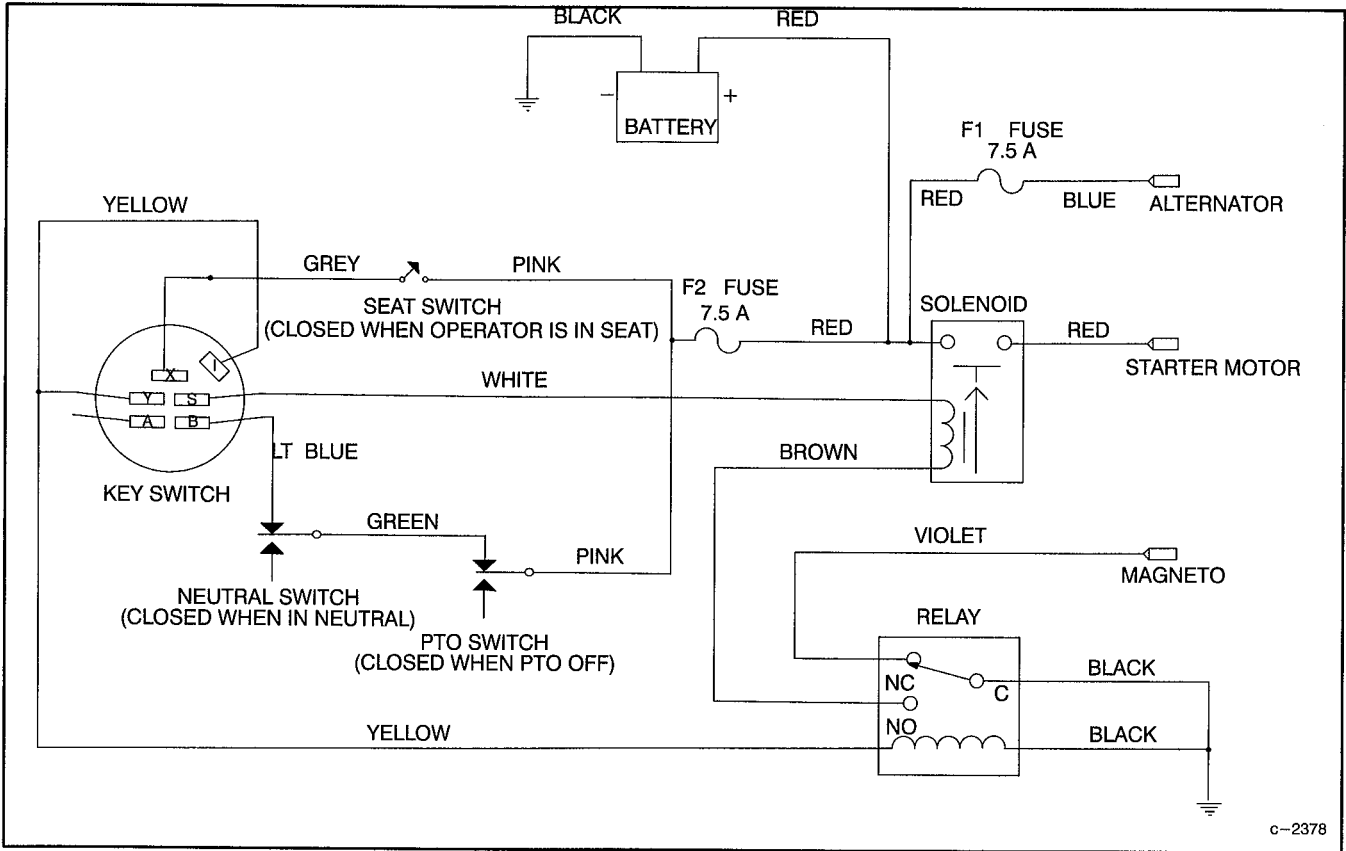 BLACK
RED
− +
BATTERY
F1 FUSE
7.5 A
RED
BLUE
ALTERNATOR
YELLOW
GREY
PINK
SEAT SWITCH
(CLOSED WHEN OPERATOR IS IN SEAT)
F2 FUSE
7.5 A
RED
SOLENOID
RED
STARTER MOTOR
X
I
Y
S
A
B
KEY SWITCH
WHITE
LT BLUE
BROWN
GREEN
PINK
NEUTRAL SWITCH
(CLOSED WHEN IN NEUTRAL)
PTO SWITCH
(CLOSED WHEN PTO OFF)
VIOLET
MAGNETO
RELAY
NC
C
NO
BLACK
YELLOW
BLACK
c-2378